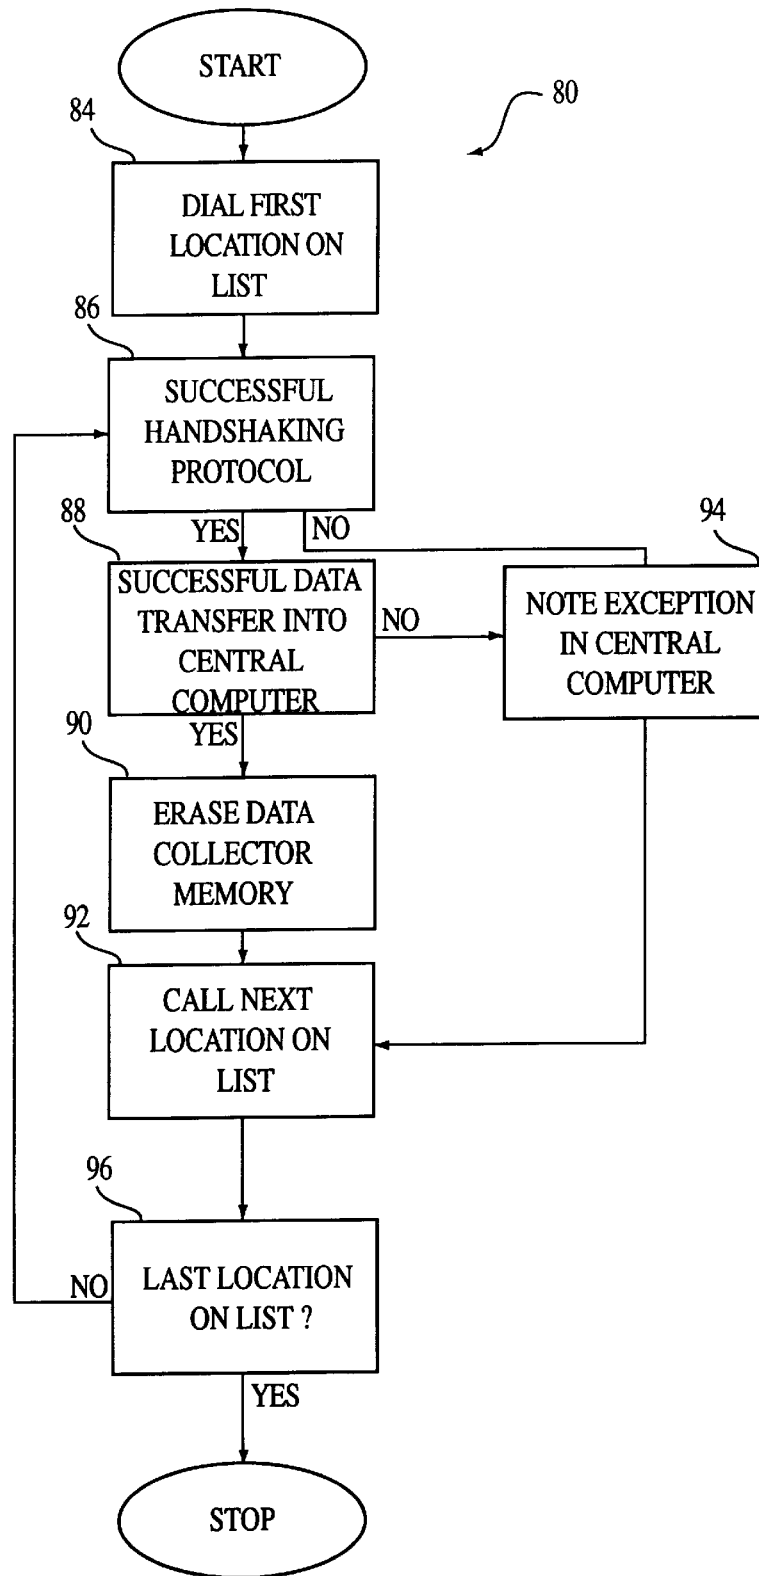 START
80
84
DIAL FIRST
LOCATION ON
LIST
86
SUCCESSFUL
HANDSHAKING
PROTOCOL
YES
NO
88
94
SUCCESSFUL DATA
TRANSFER INTO
CENTRAL
COMPUTER
NO
NOTE EXCEPTION
IN CENTRAL
COMPUTER
YES
90
ERASE DATA
COLLECTOR
MEMORY
92
CALL NEXT
LOCATION ON
LIST
96
NO
LAST LOCATION
ON LIST ?
YES
STOP